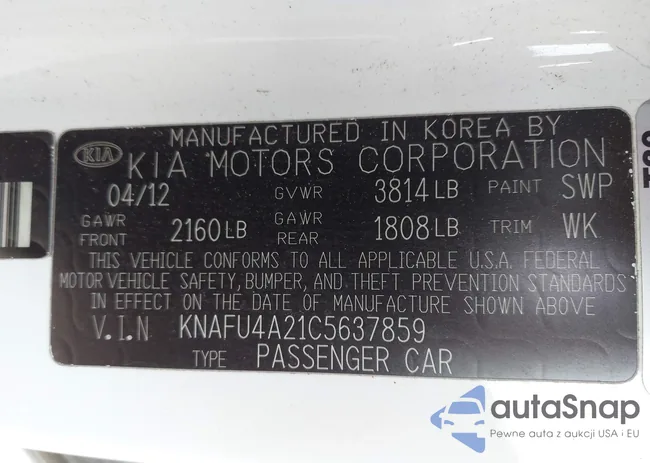 MANUFACTURED IN KOREA BY
KIA KIA MOTORS CORPORATION
04/12 GVWR 3814 LB PAINT SWP
GAWR FRONT 2160 LB GAWR REAR 1808 LB TRIM WK
THIS VEHICLE CONFORMS TO ALL APPLICABLE U.S.A. FEDERAL
MOTOR VEHICLE SAFETY, BUMPER, AND THEFT PREVENTION STANDARDS
IN EFFECT ON THE DATE OF MANUFACTURE SHOWN ABOVE
V.I.N KNAFU4A21C5637859
TYPE PASSENGER CAR
autaSnap
Pewne auta z aukcji USA i EU